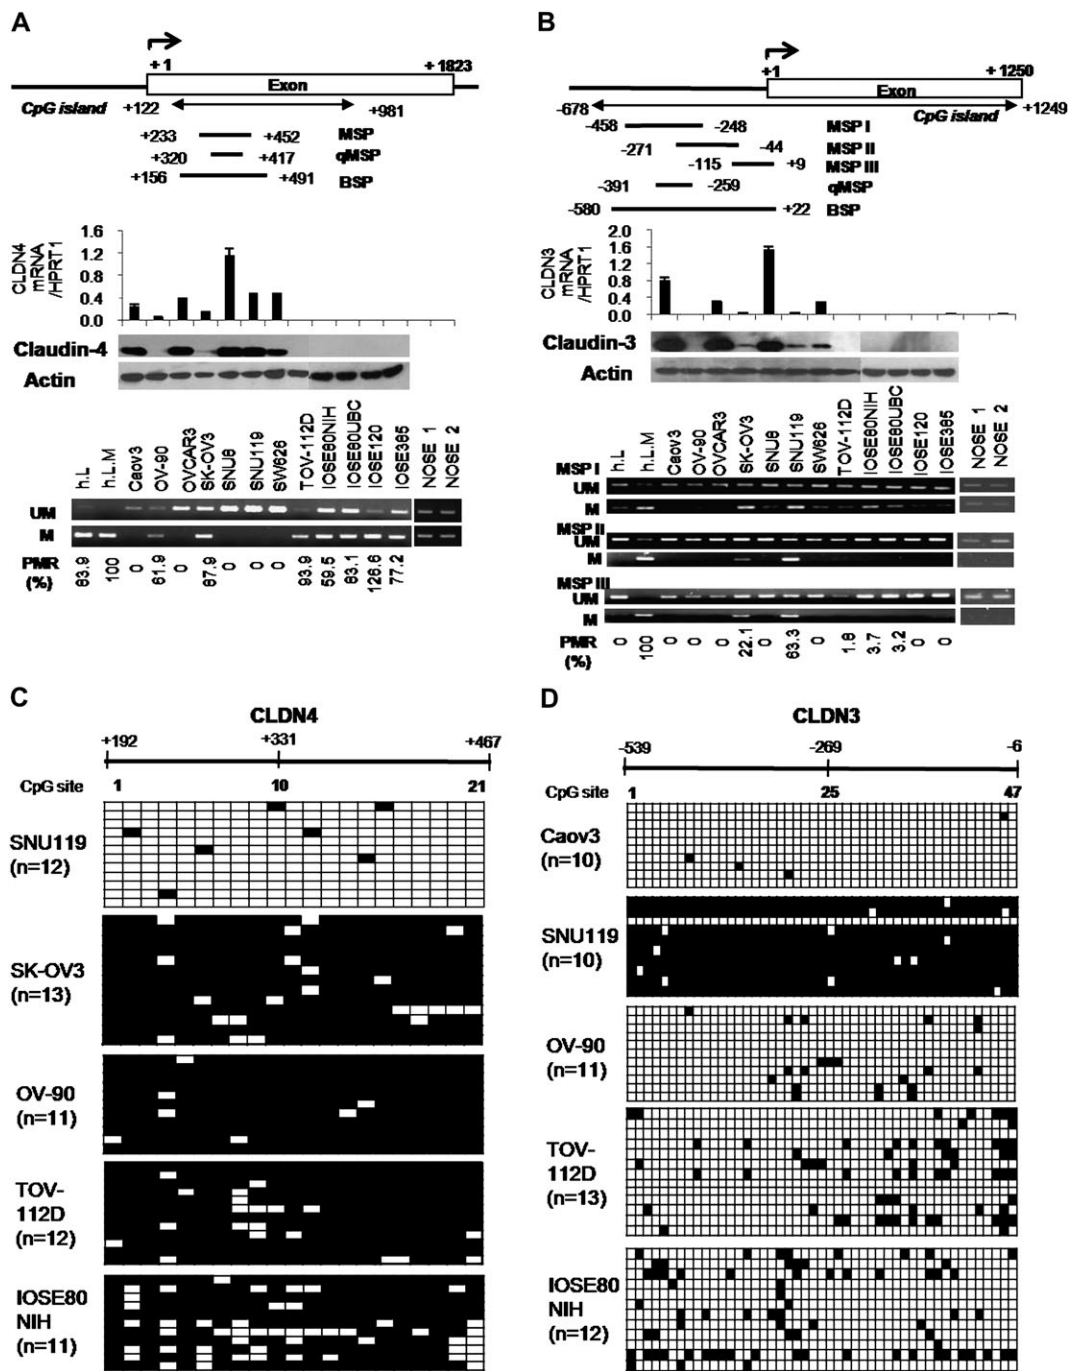 A
+1
+1823
Exon
CpG island
+122
+981
+233
+452
MSP
+320
+417
qMSP
+156
+491
BSP
CLDN4
mRNA
/HPRT1
1.6
1.2
0.8
0.4
0.0
Claudin-4
Actin
h.L
h.L.M
Caov3
OV-90
OVCAR3
SK-OV3
SNU8
SNU119
SW626
TOV-112D
IOSE80NIH
IOSE80UBC
IOSE120
IOSE385
NOSE 1
NOSE 2
UM
M
PMR
(%)
63.9
100
0
61.9
0
67.9
0
0
0
93.9
59.5
63.1
126.6
77.2
B
+1
+1250
Exon
CpG island
-678
+1249
-458
-248
MSP I
-271
-44
MSP II
-115
+9
MSP III
-391
-259
qMSP
-580
+22
BSP
CLDN3
mRNA
/HPRT1
2.0
1.6
1.2
0.8
0.4
0.0
Claudin-3
Actin
h.L
h.L.M
Caov3
OV-90
OVCAR3
SK-OV3
SNU8
SNU119
SW626
TOV-112D
IOSE80NIH
IOSE80UBC
IOSE120
IOSE385
NOSE 1
NOSE 2
MSP I
UM
M
MSP II
UM
M
MSP III
UM
M
PMR
(%)
0
100
0
0
0
22.1
0
63.3
0
1.8
3.7
3.2
0
0
C
CLDN4
+192
+331
+467
CpG site
1
10
21
SNU119
(n=12)
SK-OV3
(n=13)
OV-90
(n=11)
TOV-
112D
(n=12)
IOSE80
NIH
(n=11)
D
CLDN3
-539
-269
-6
CpG site
1
25
47
Caov3
(n=10)
SNU119
(n=10)
OV-90
(n=11)
TOV-
112D
(n=13)
IOSE80
NIH
(n=12)